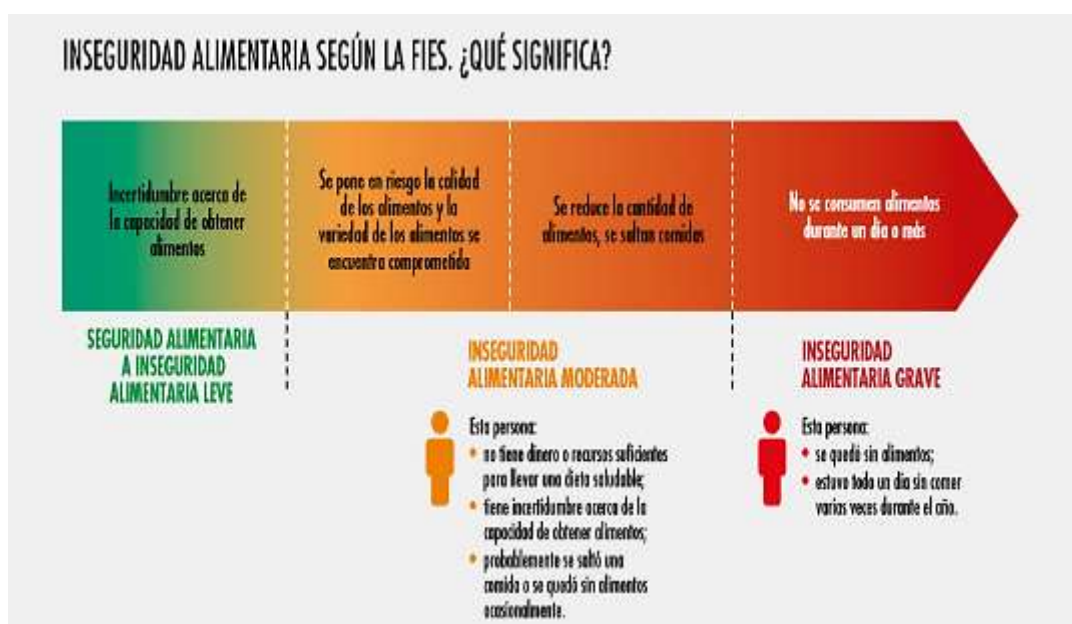 INSEGURIDAD ALIMENTARIA SEGÚN LA FIES. ¿QUÉ SIGNIFICA?
Incertidumbre acerca de
la capacidad de obtener
alimentos
Se pone en riesgo la calidad
de los alimentos y la
variedad de los alimentos se
encuentra comprometida
Se reduce la cantidad de
alimentos, se saltan comidas
No se consumen alimentos
durante un día o más
SEGURIDAD ALIMENTARIA
A INSEGURIDAD
ALIMENTARIA LEVE
INSEGURIDAD
ALIMENTARIA MODERADA
Esta persona:
• no tiene dinero o recursos suficientes
para llevar una dieta saludable;
• tiene incertidumbre acerca de la
capacidad de obtener alimentos;
• probablemente se saltó una
comida o se quedó sin alimentos
ocasionalmente.
INSEGURIDAD
ALIMENTARIA GRAVE
Esta persona:
• se quedó sin alimentos;
• estuvo todo un día sin comer
varias veces durante el año.